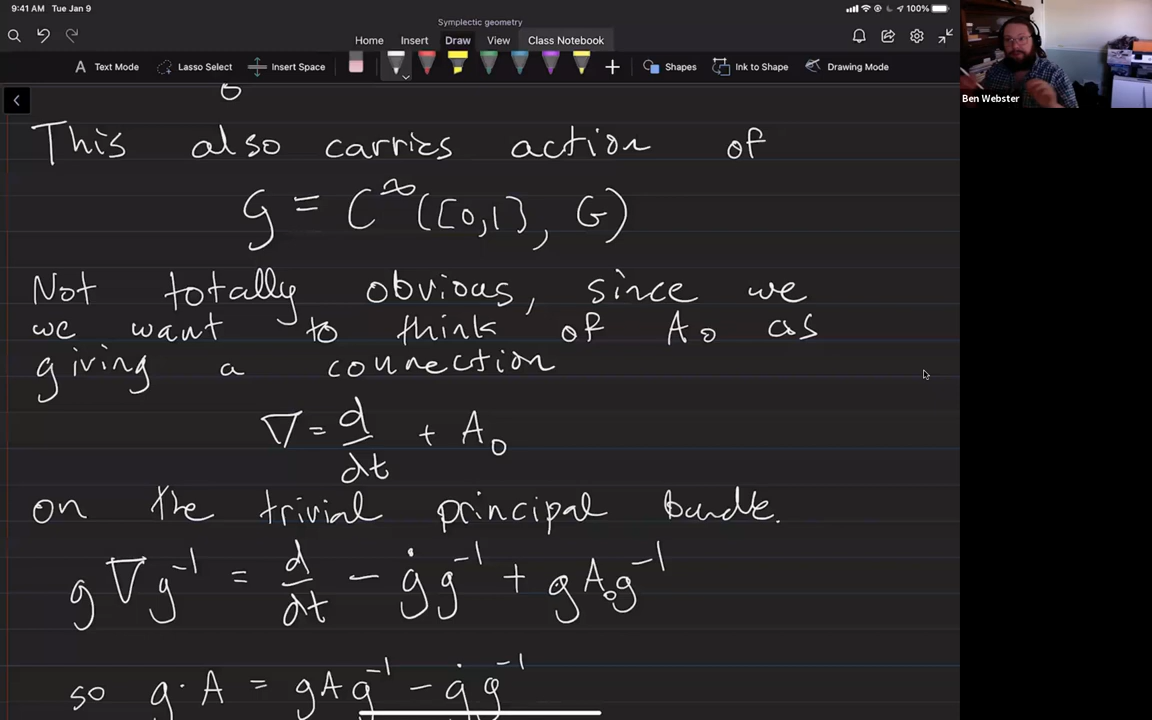 9:41 AM Tue Jan 9
100%
Symplectic geometry
Home Insert Draw View Class Notebook
Text Mode Lasso Select Insert Space Shapes Ink to Shape Drawing Mode
Ben Webster
This also carries action of
𝒢 = C^∞([0,1], G)
Not totally obvious, since we
we want to think of A₀ as
giving a connection
∇ = d/dt + A₀
on the trivial principal bundle.
g∇g⁻¹ = d/dt − ġg⁻¹ + gA₀g⁻¹
so g·A = gAg⁻¹ − ġg⁻¹